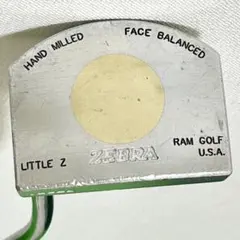 HAND MILLED
FACE BALANCED
ZEBRA
LITTLE Z
RAM GOLF
U.S.A.